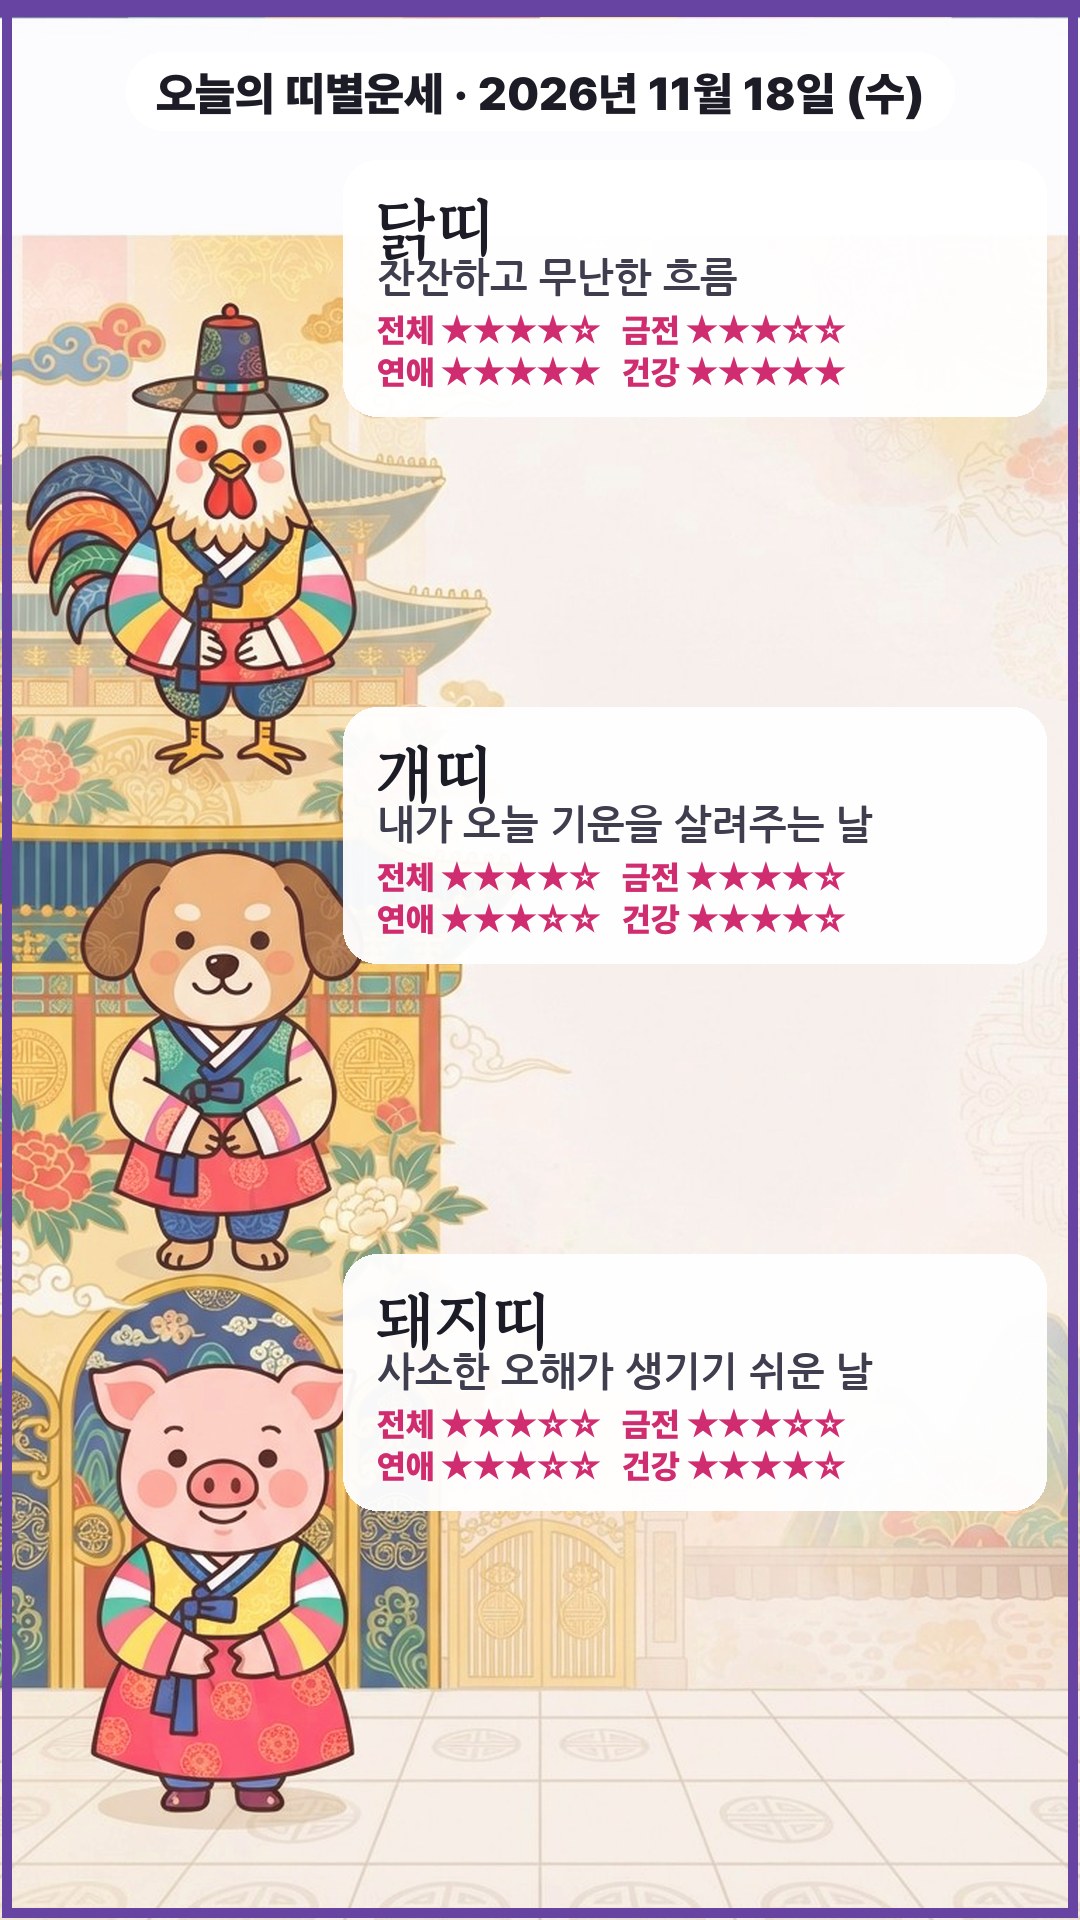 오늘의 띠별운세 · 2026년 11월 18일 (수)
닭띠
잔잔하고 무난한 흐름
전체 ★★★★☆ 금전 ★★★☆☆
연애 ★★★★★ 건강 ★★★★★
개띠
내가 오늘 기운을 살려주는 날
전체 ★★★★☆ 금전 ★★★★☆
연애 ★★★☆☆ 건강 ★★★★☆
돼지띠
사소한 오해가 생기기 쉬운 날
전체 ★★★☆☆ 금전 ★★★☆☆
연애 ★★★☆☆ 건강 ★★★★☆